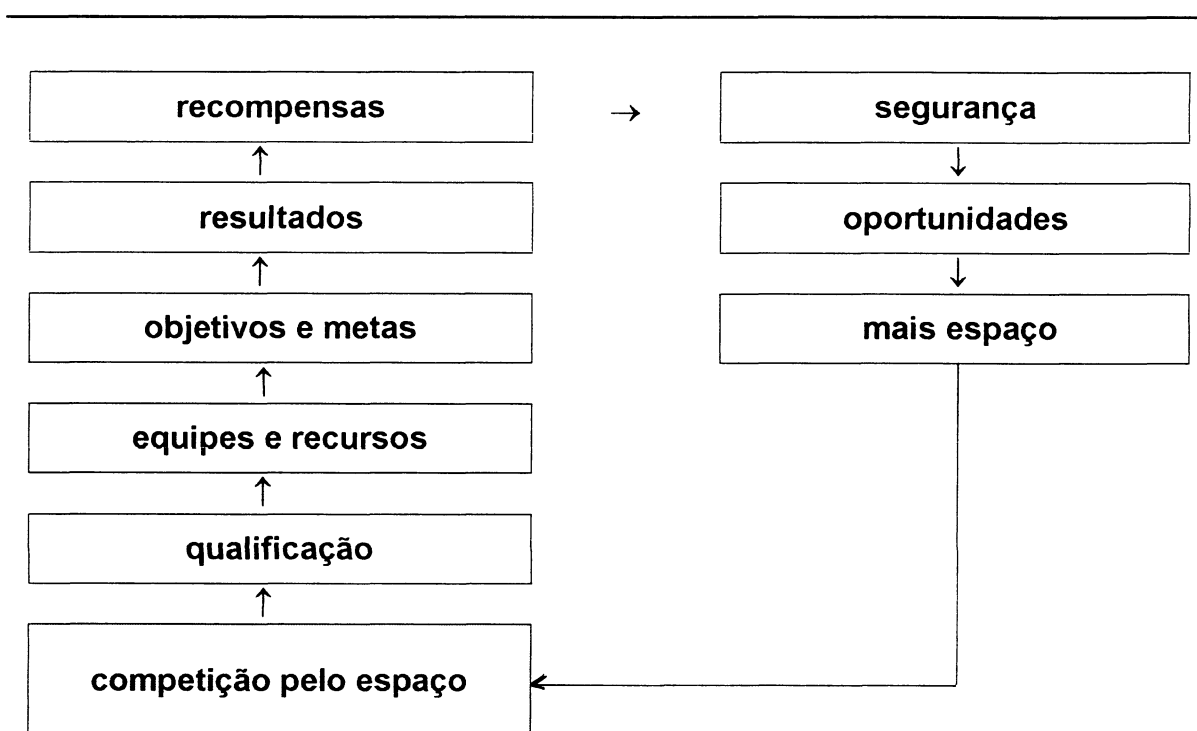 recompensas
→
segurança
↑
↓
resultados
oportunidades
↑
↓
objetivos e metas
mais espaço
↑
equipes e recursos
↑
qualificação
↑
competição pelo espaço